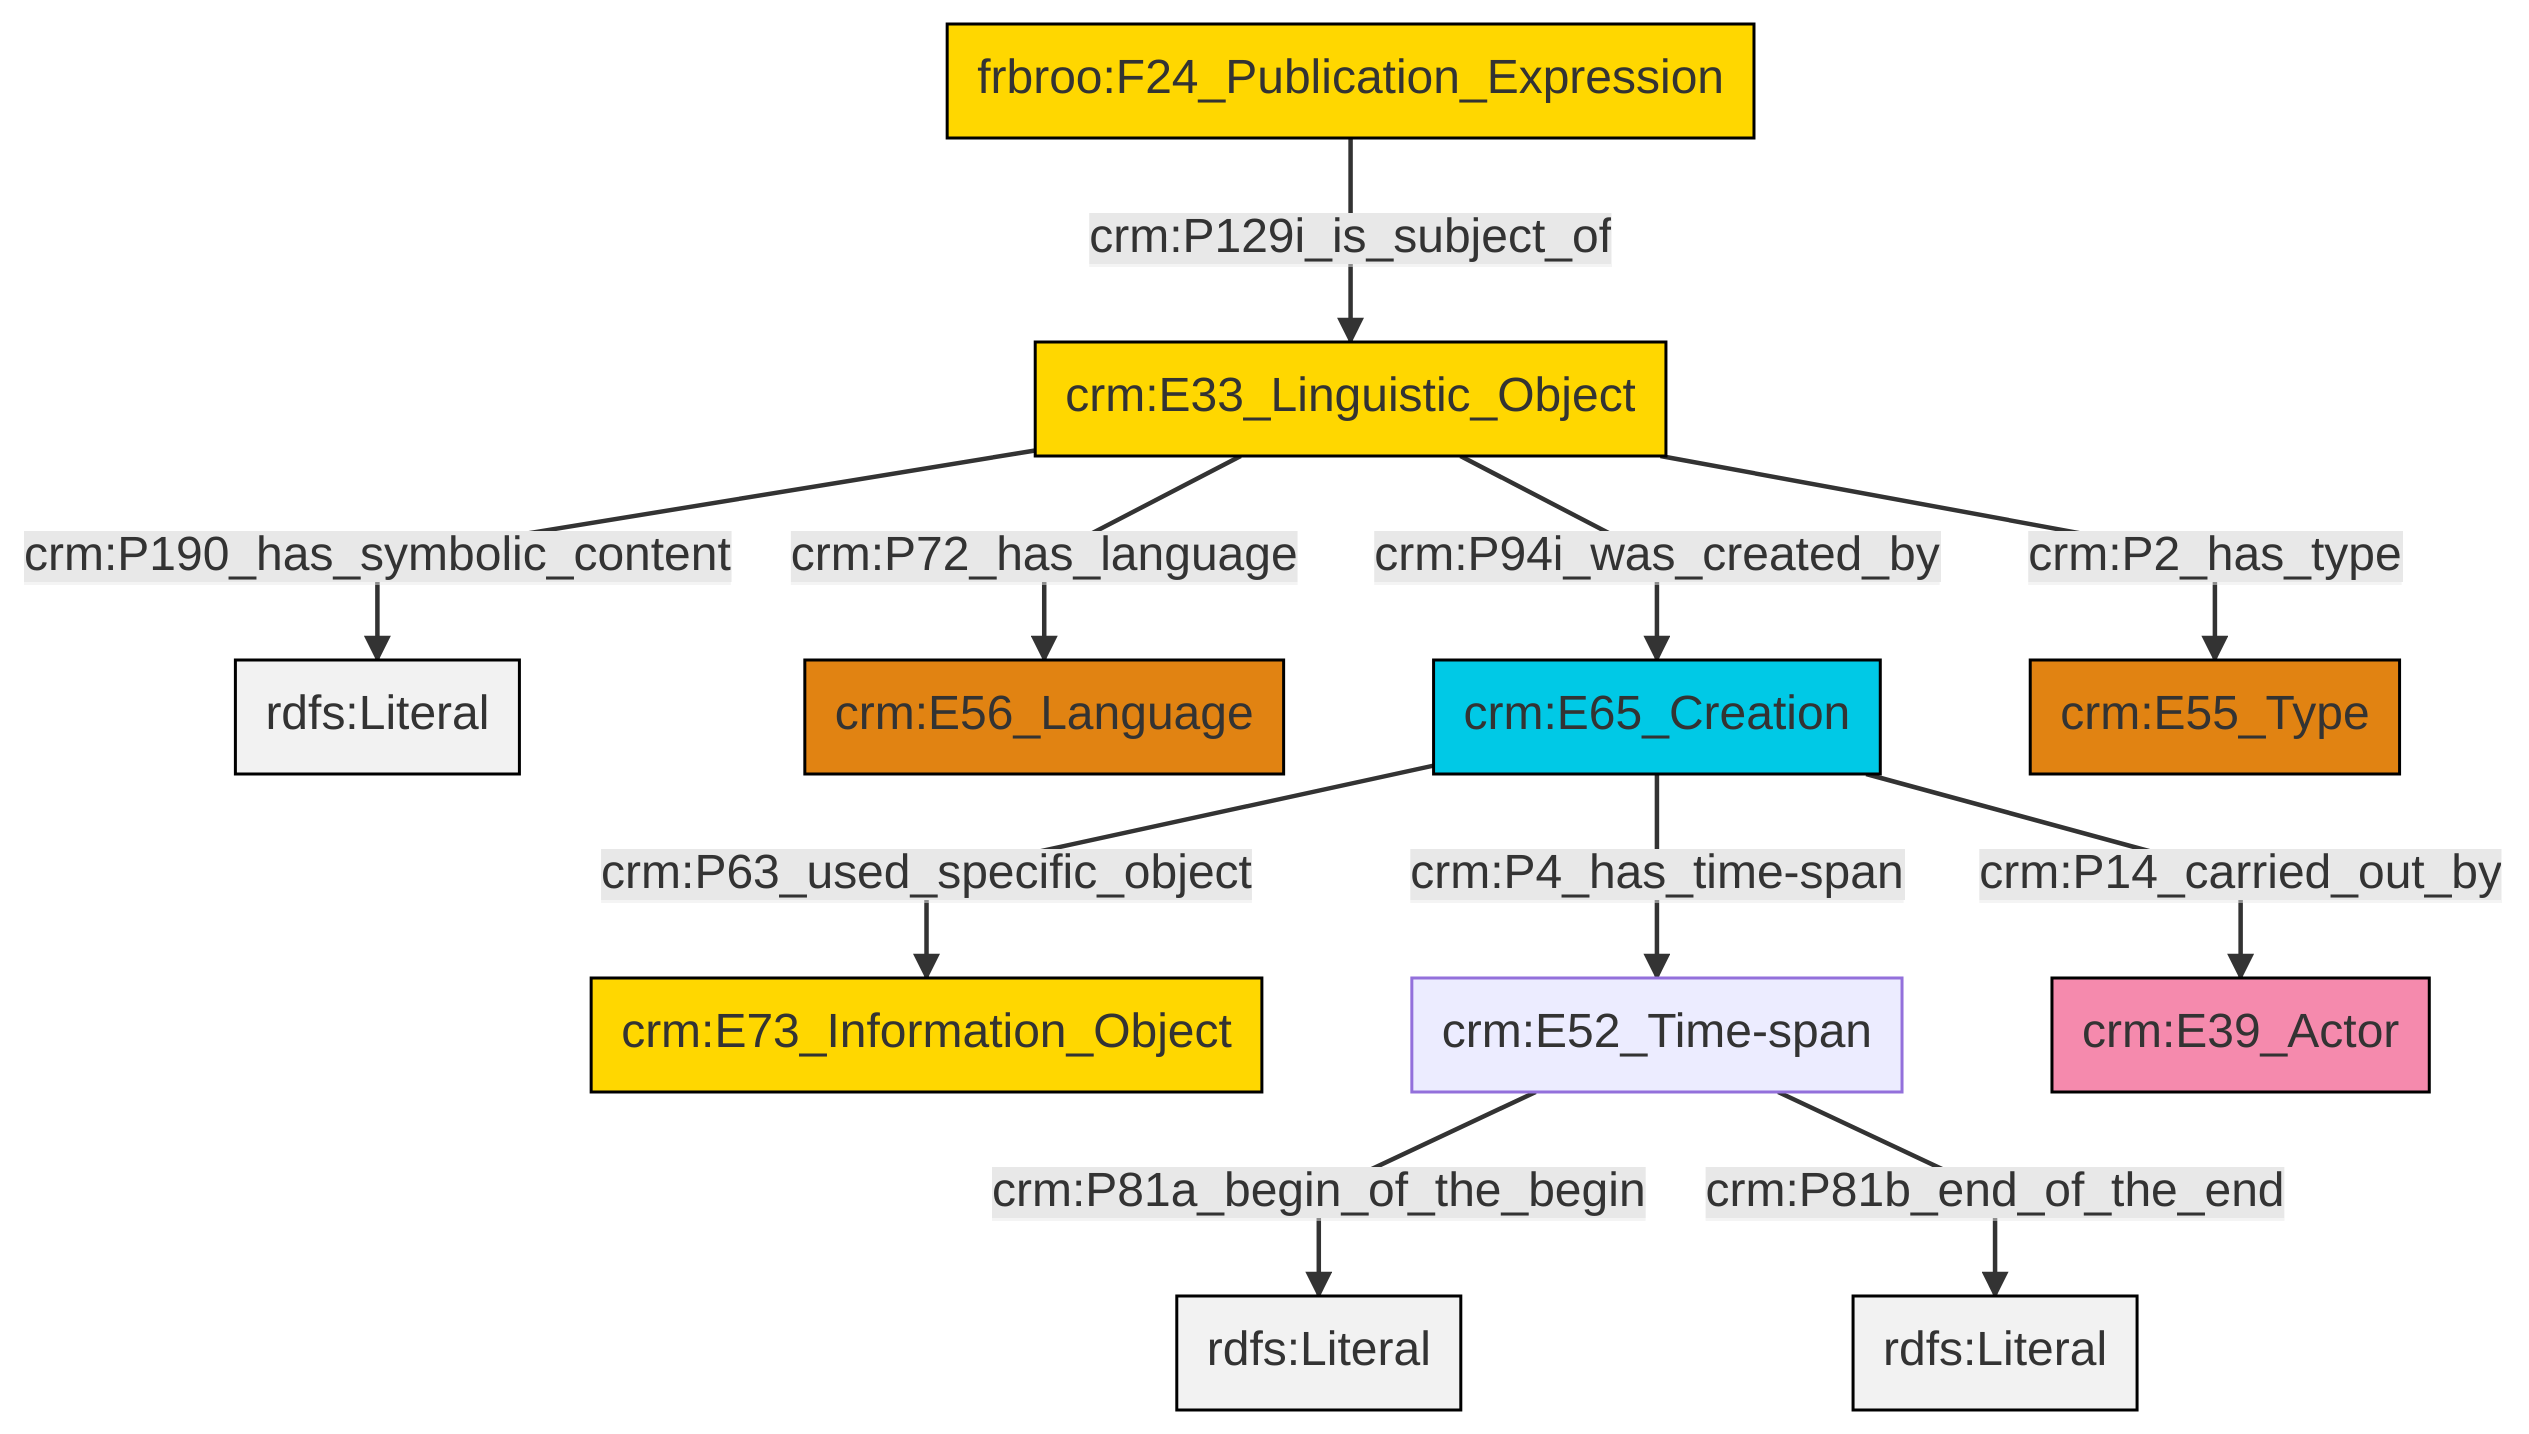 frbroo:F24_Publication_Expression
crm:P129i_is_subject_of
crm:E33_Linguistic_Object
crm:P190_has_symbolic_content
crm:P72_has_language
crm:P94i_was_created_by
crm:P2_has_type
rdfs:Literal
crm:E56_Language
crm:E65_Creation
crm:E55_Type
crm:P63_used_specific_object
crm:P4_has_time-span
crm:P14_carried_out_by
crm:E73_Information_Object
crm:E52_Time-span
crm:E39_Actor
crm:P81a_begin_of_the_begin
crm:P81b_end_of_the_end
rdfs:Literal
rdfs:Literal